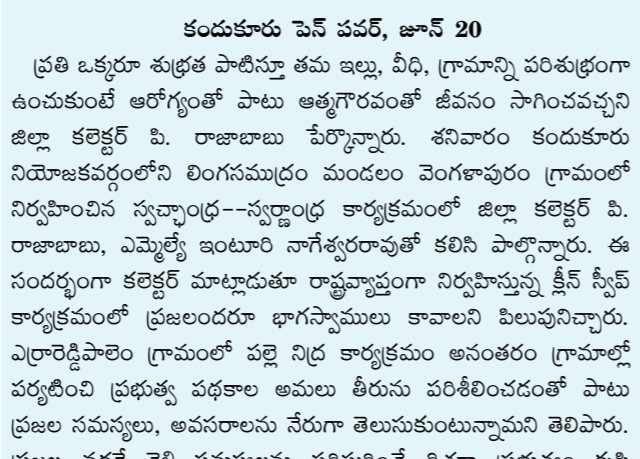 కందుకూరు పెన్ పవర్, జూన్ 20
ప్రతి ఒక్కరూ శుభ్రత పాటిస్తూ తమ ఇల్లు, వీధి, గ్రామాన్ని పరిశుభ్రంగా
ఉంచుకుంటే ఆరోగ్యంతో పాటు ఆత్మగౌరవంతో జీవనం సాగించవచ్చని
జిల్లా కలెక్టర్ పి. రాజాబాబు పేర్కొన్నారు. శనివారం కందుకూరు
నియోజకవర్గంలోని లింగసముద్రం మండలం వెంగళాపురం గ్రామంలో
నిర్వహించిన స్వచ్ఛాంధ్ర--స్వర్ణాంధ్ర కార్యక్రమంలో జిల్లా కలెక్టర్ పి.
రాజాబాబు, ఎమ్మెల్యే ఇంటూరి నాగేశ్వరరావుతో కలిసి పాల్గొన్నారు. ఈ
సందర్భంగా కలెక్టర్ మాట్లాడుతూ రాష్ట్రవ్యాప్తంగా నిర్వహిస్తున్న క్లీన్ స్వీప్
కార్యక్రమంలో ప్రజలందరూ భాగస్వాములు కావాలని పిలుపునిచ్చారు.
ఎర్రారెడ్డిపాలెం గ్రామంలో పల్లె నిద్ర కార్యక్రమం అనంతరం గ్రామాల్లో
పర్యటించి ప్రభుత్వ పథకాల అమలు తీరును పరిశీలించడంతో పాటు
ప్రజల సమస్యలు, అవసరాలను నేరుగా తెలుసుకుంటున్నామని తెలిపారు.